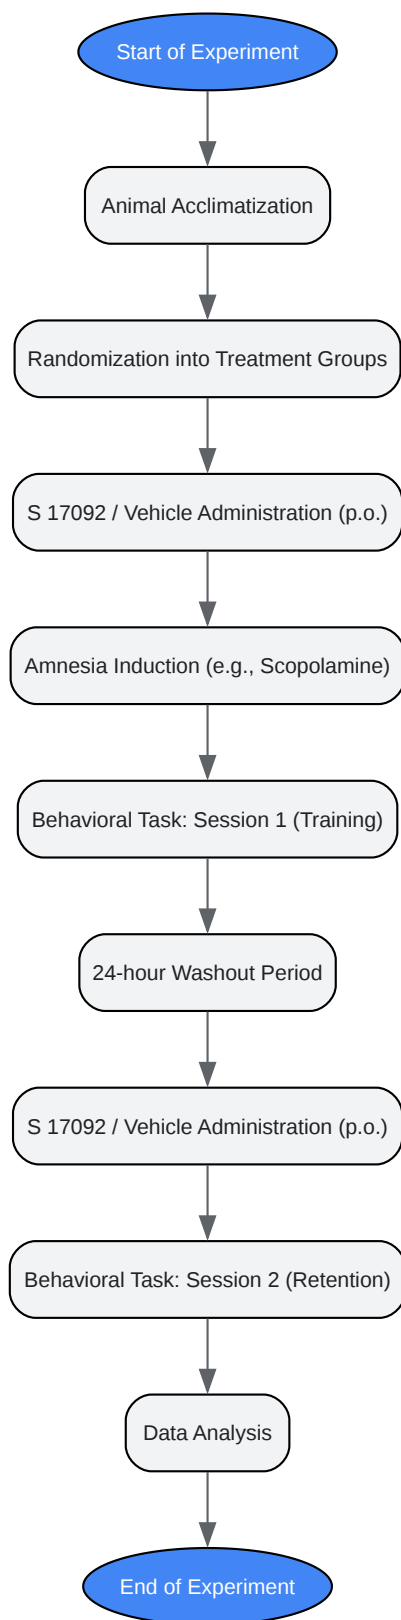 Start of Experiment
Animal Acclimatization
Randomization into Treatment Groups
S 17092 / Vehicle Administration (p.o.)
Amnesia Induction (e.g., Scopolamine)
Behavioral Task: Session 1 (Training)
24-hour Washout Period
S 17092 / Vehicle Administration (p.o.)
Behavioral Task: Session 2 (Retention)
Data Analysis
End of Experiment